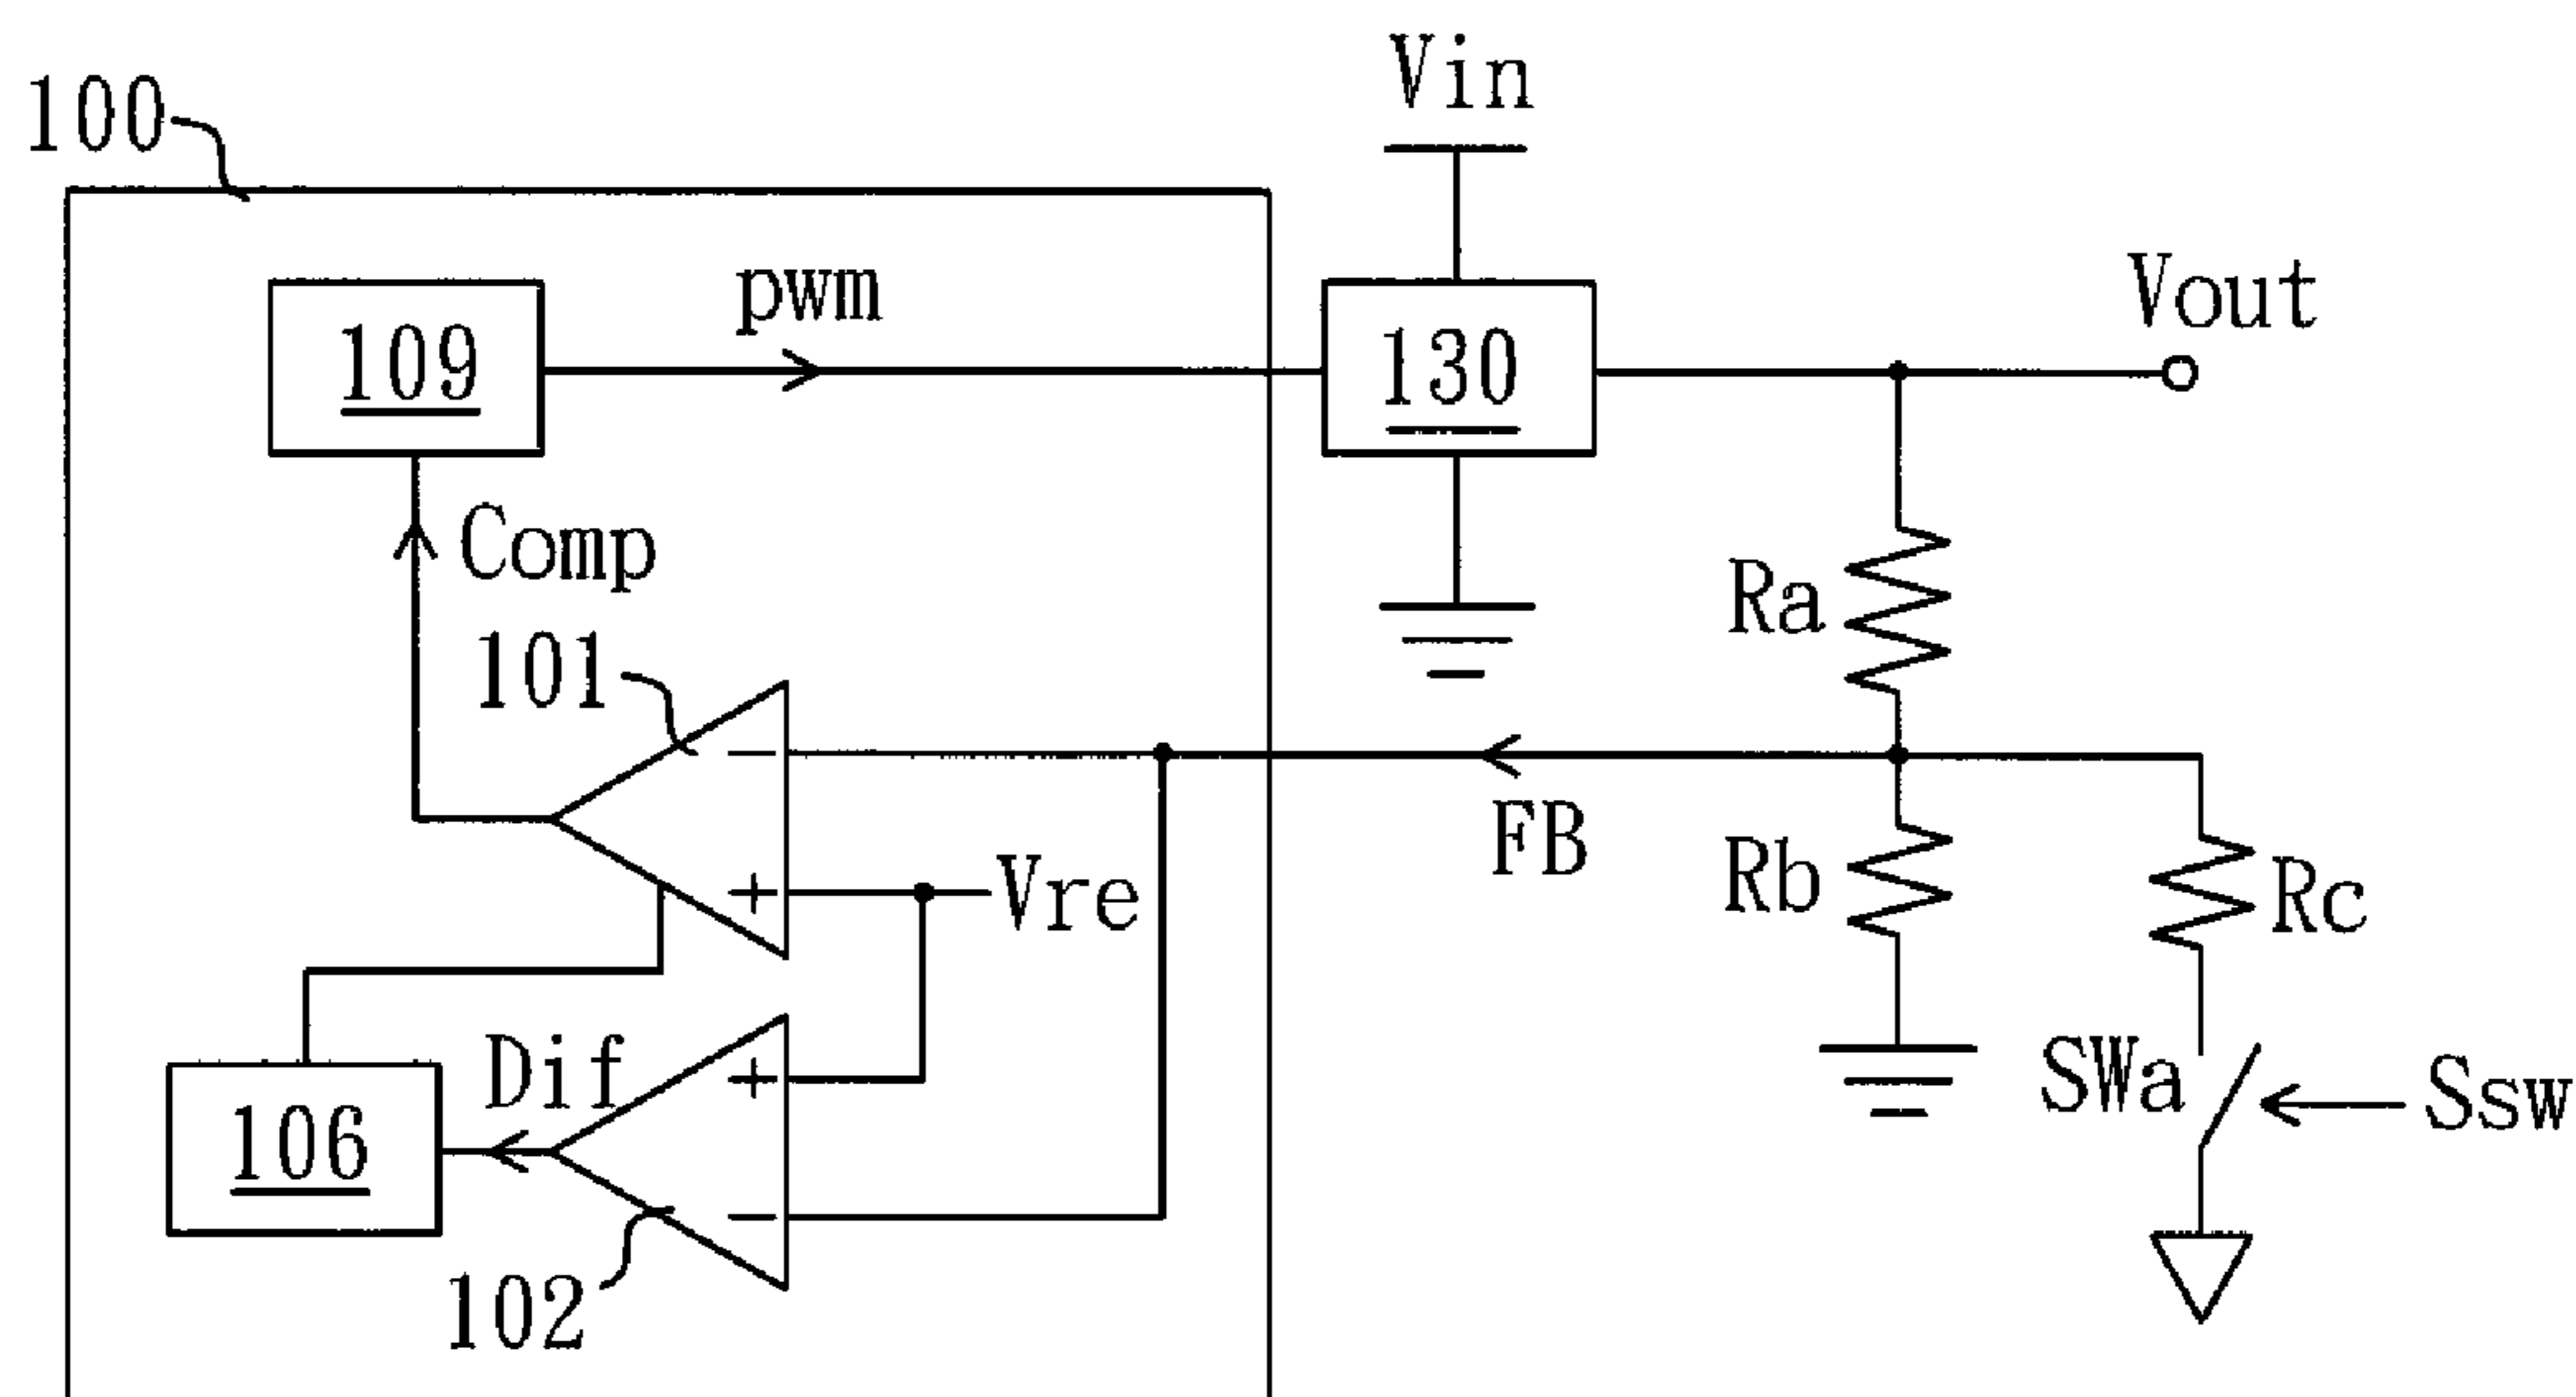 Vin
100
pwm
Vout
109
130
Comp
Ra
101
FB
Vre
Rb
Rc
Dif
SWa
Ssw
106
102